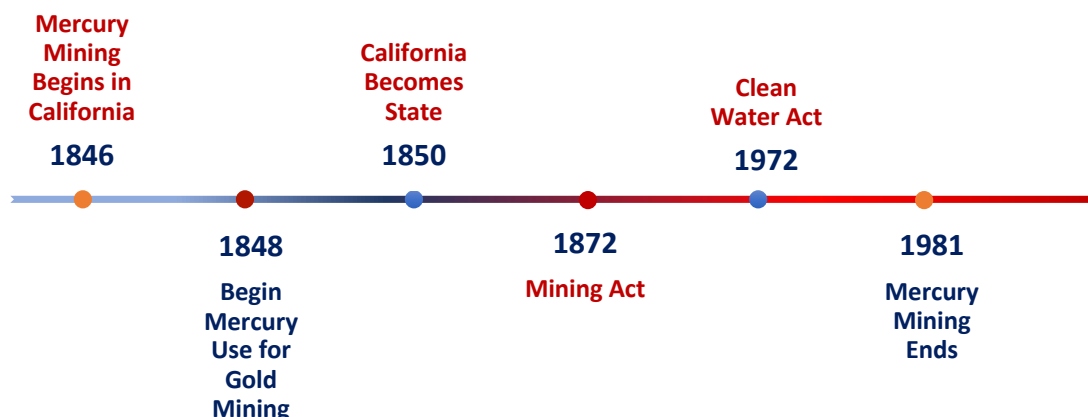 Mercury
Mining
Begins in
California
1846
1848
Begin
Mercury
Use for
Gold
Mining
California
Becomes
State
1850
1872
Mining Act
Clean
Water Act
1972
1981
Mercury
Mining
Ends